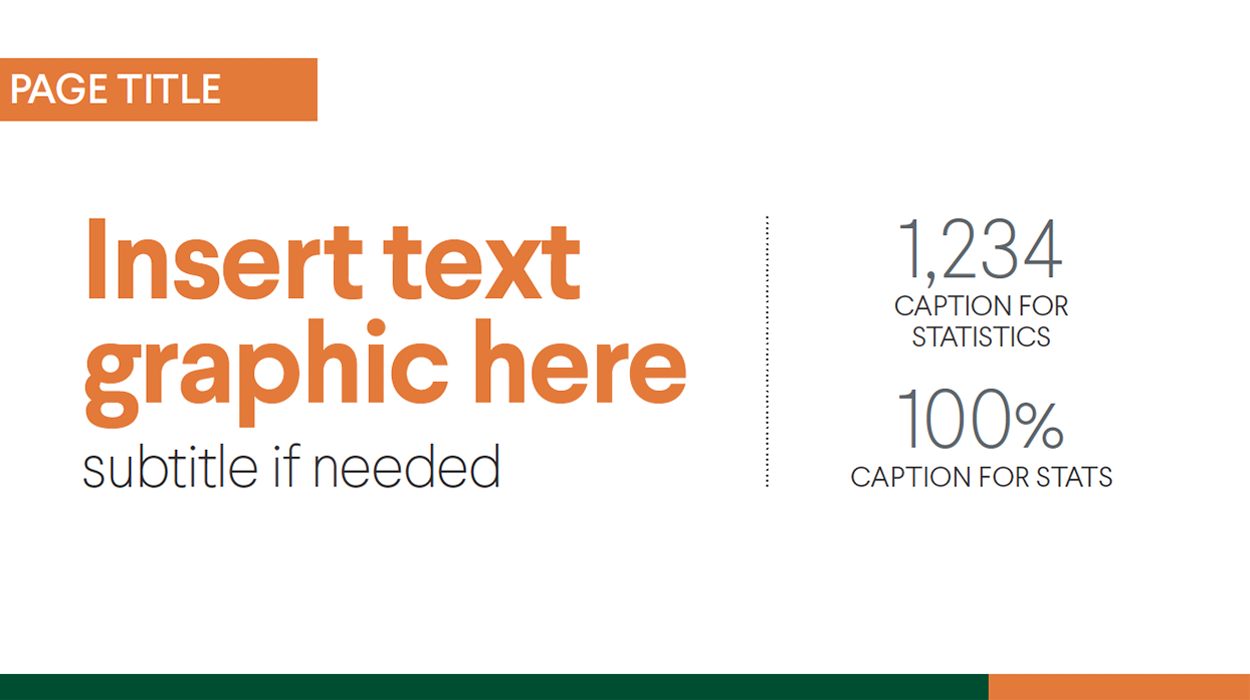 PAGE TITLE
Insert text
graphic here
subtitle if needed
1,234
CAPTION FOR
STATISTICS
100%
CAPTION FOR STATS